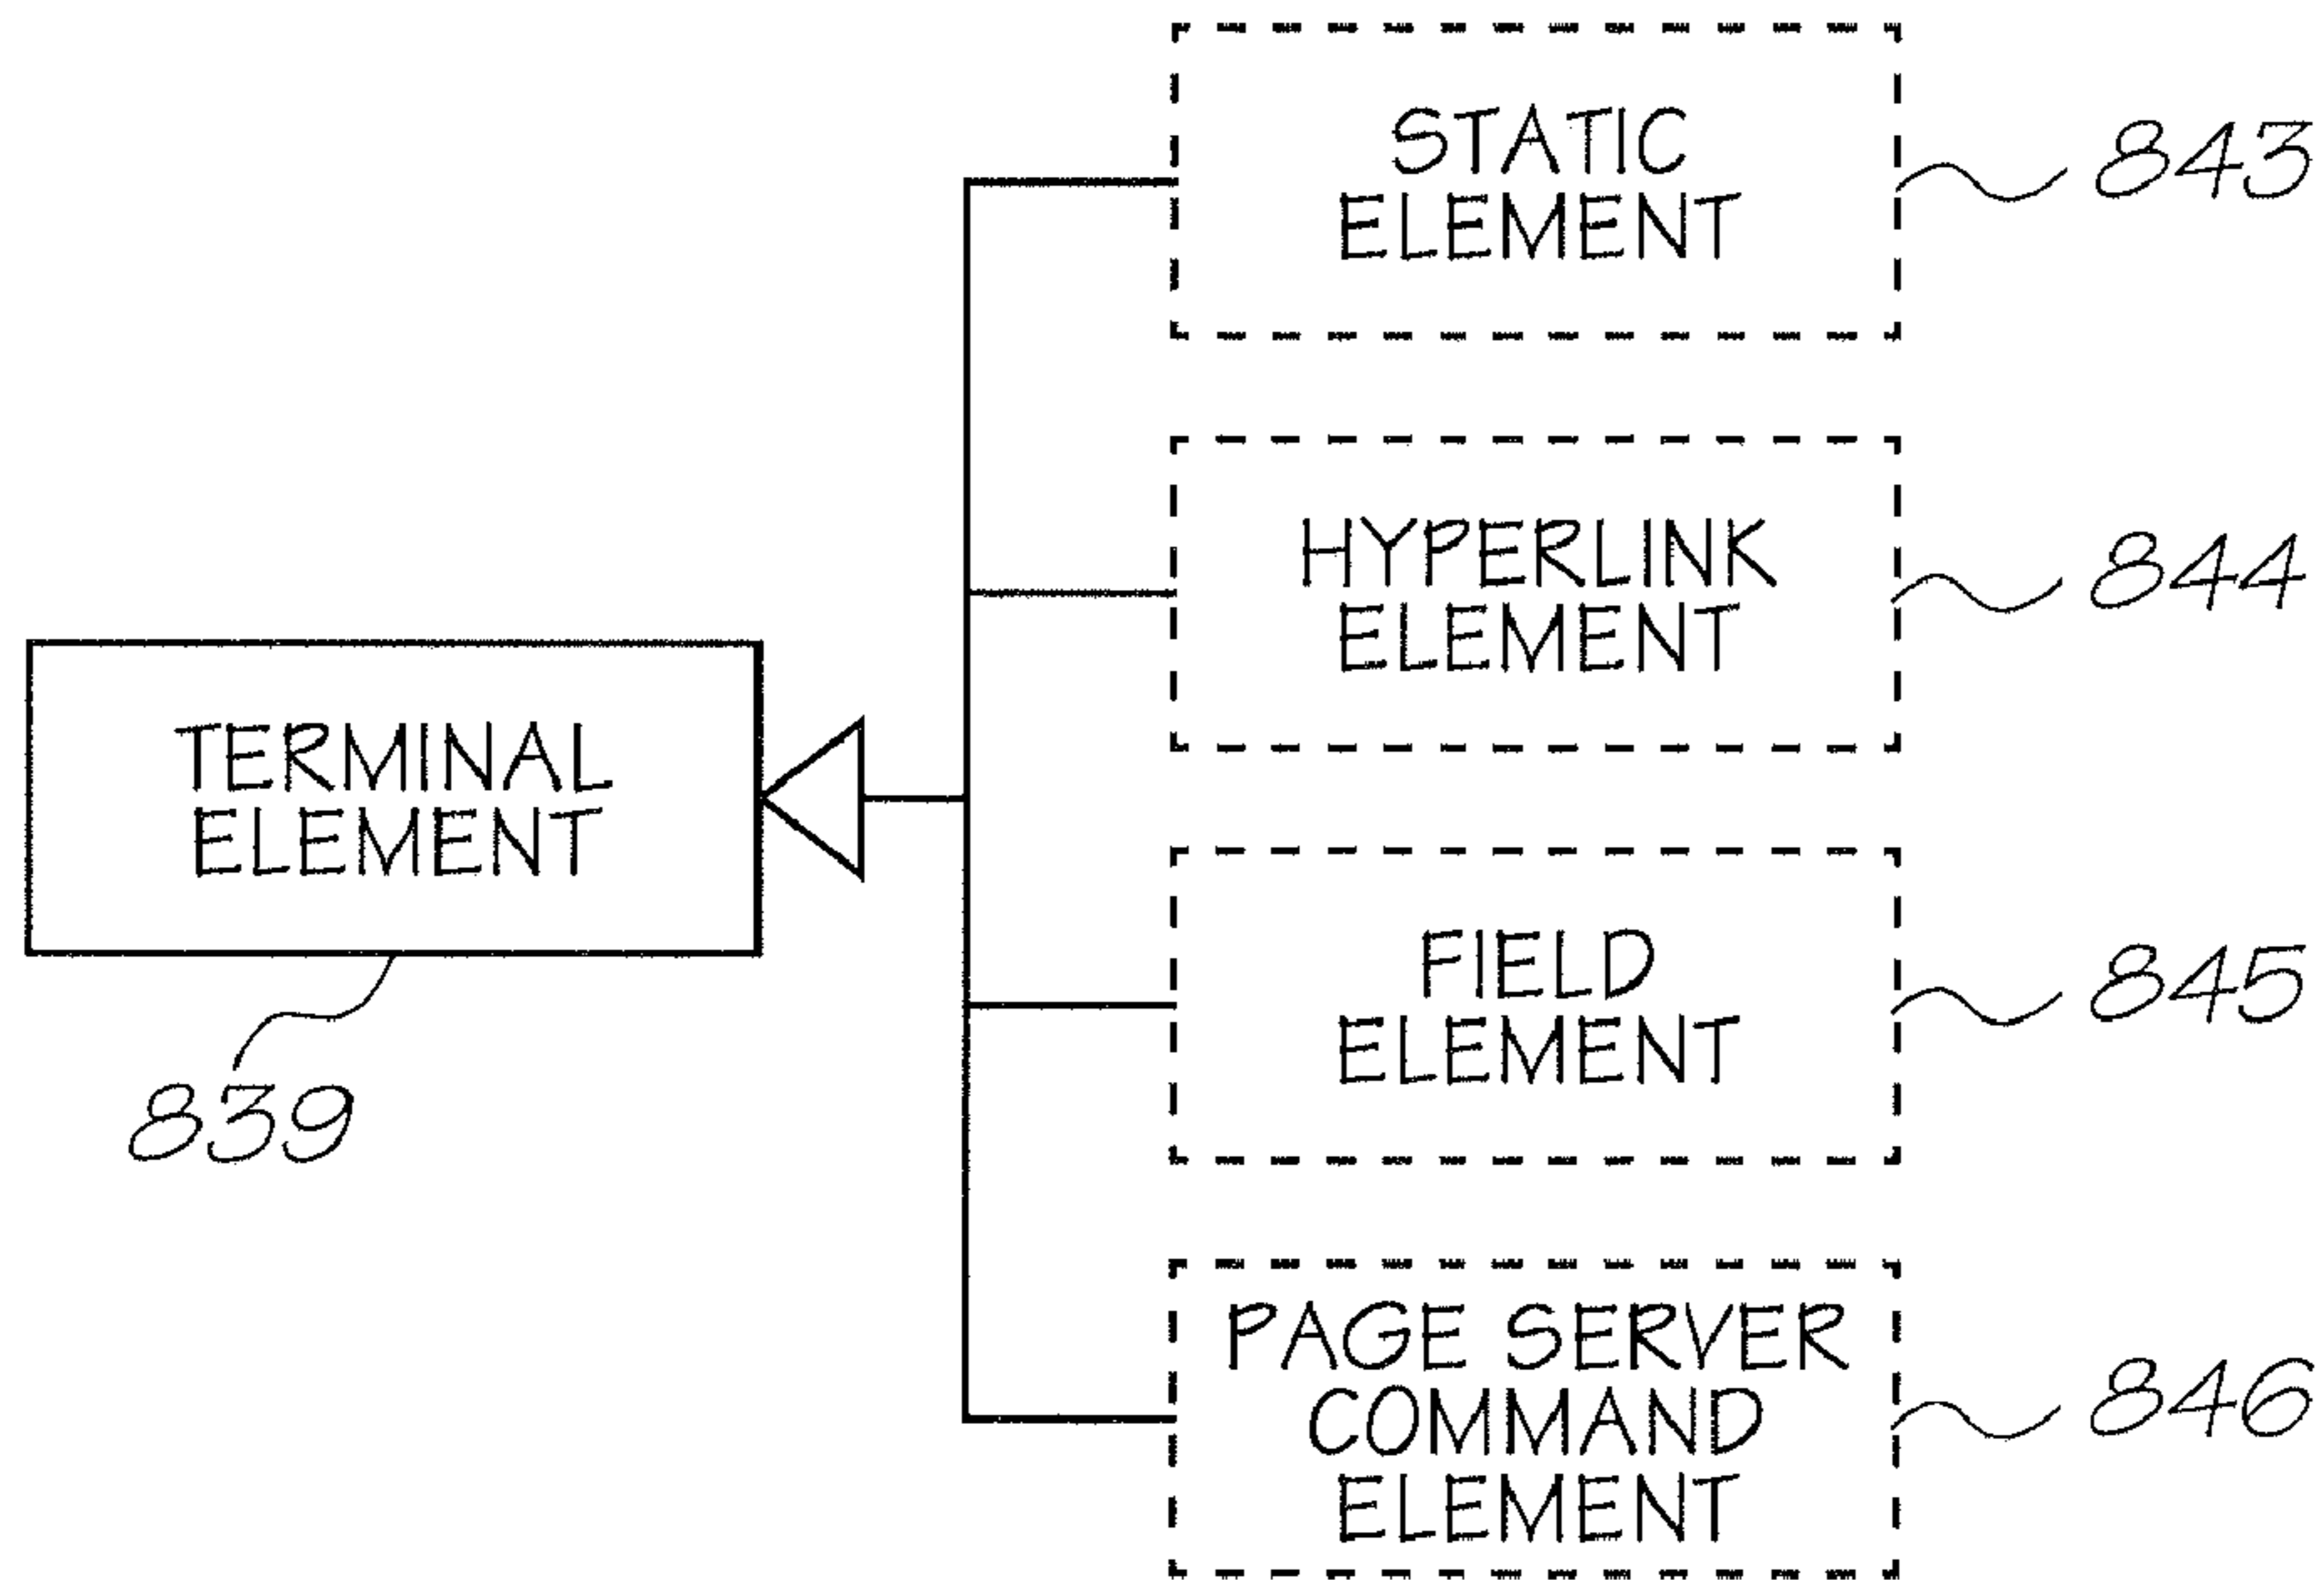 STATIC
ELEMENT
843
HYPERLINK
ELEMENT
844
TERMINAL
ELEMENT
839
FIELD
ELEMENT
845
PAGE SERVER
COMMAND
ELEMENT
846